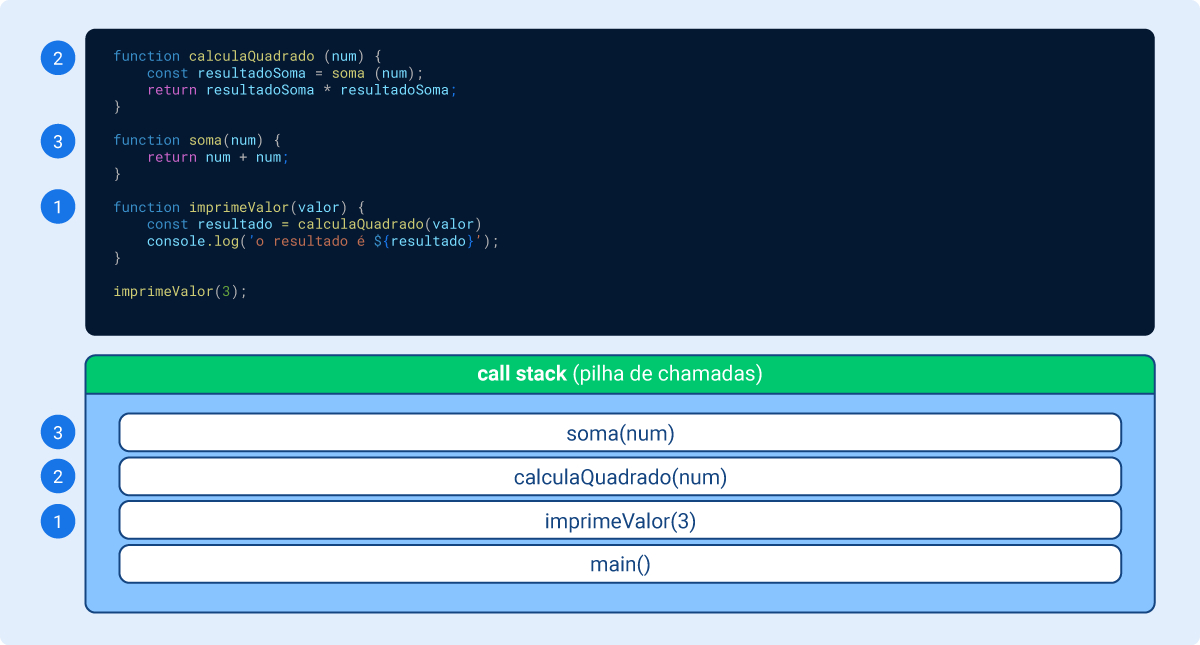 2
function calculaQuadrado (num) {
const resultadoSoma = soma (num);
return resultadoSoma * resultadoSoma;
}
3
function soma(num) {
return num + num;
}
1
function imprimeValor(valor) {
const resultado = calculaQuadrado(valor)
console.log('o resultado é ${resultado}');
}
imprimeValor(3);
call stack (pilha de chamadas)
3 soma(num)
2 calculaQuadrado(num)
1 imprimeValor(3)
main()